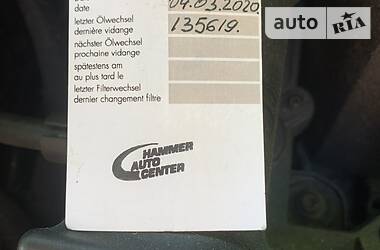 date 04.03.2020
letzter Ölwechsel
dernière vidange 135619.
nächster Ölwechsel
prochaine vidange
spätestens am
au plus tard le
letzter Filterwechsel
dernier changement filtre
HAMMER
AUTO
CENTER
auto RIA